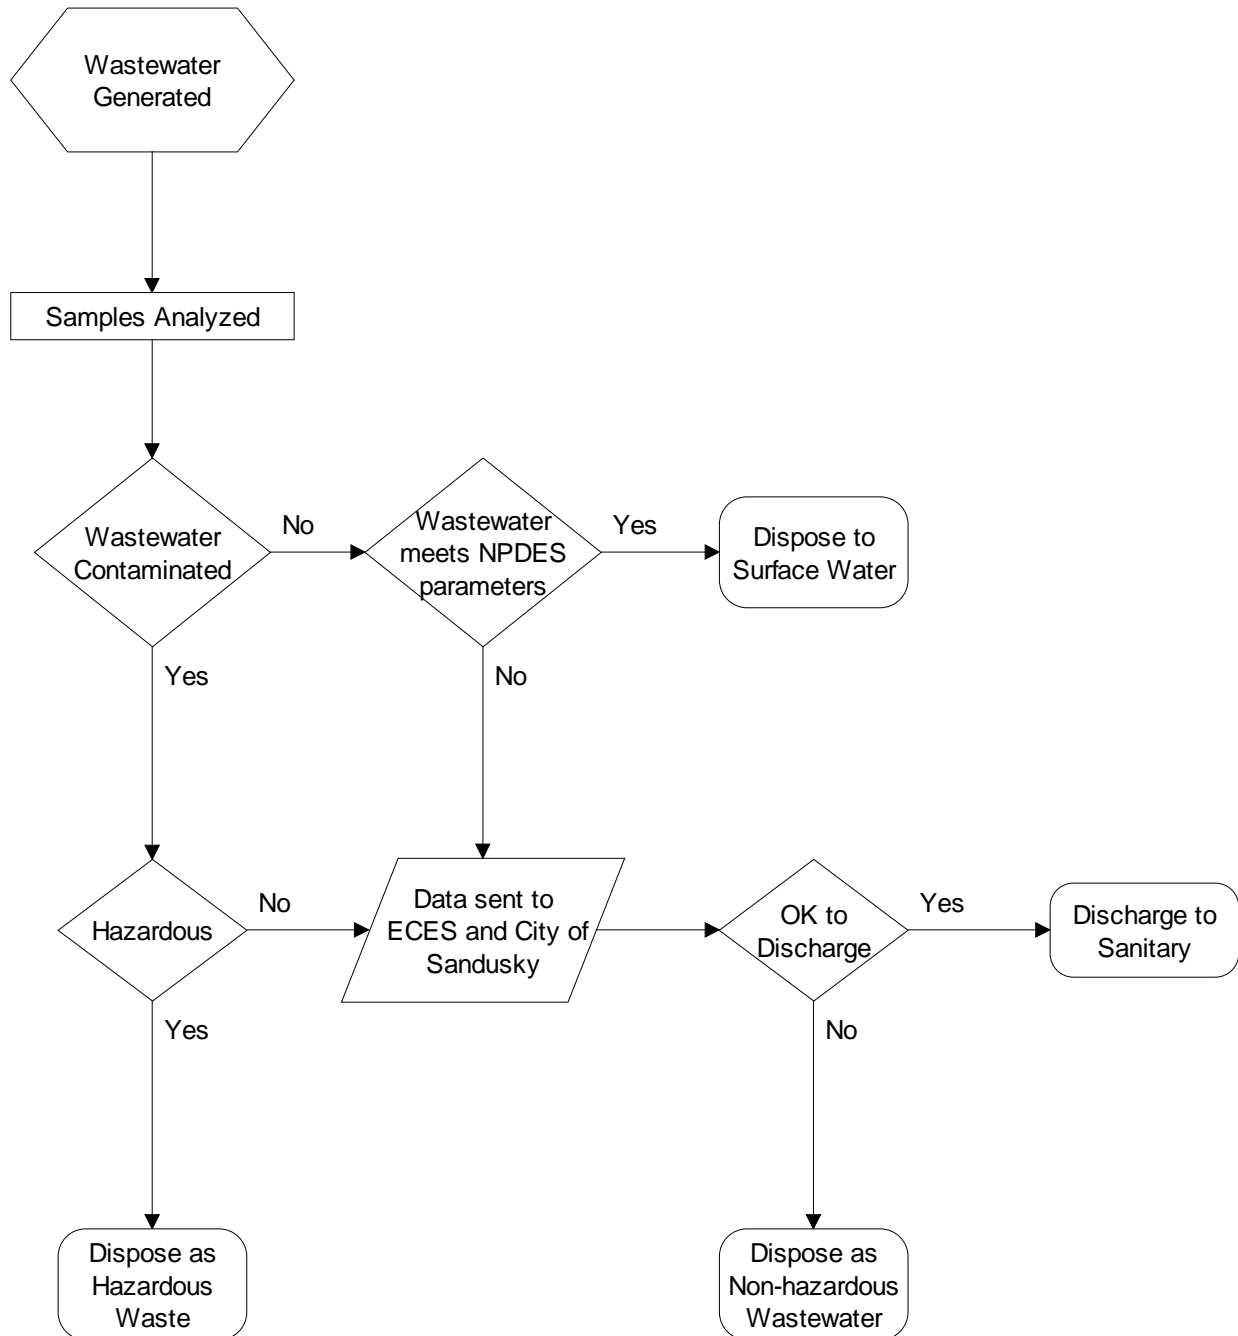 Wastewater
Generated
Samples Analyzed
Wastewater
Contaminated
No
Wastewater
meets NPDES
parameters
Yes
Dispose to
Surface Water
Yes
No
Hazardous
No
Data sent to
ECES and City of
Sandusky
OK to
Discharge
Yes
Discharge to
Sanitary
Yes
No
Dispose as
Hazardous
Waste
Dispose as
Non-hazardous
Wastewater